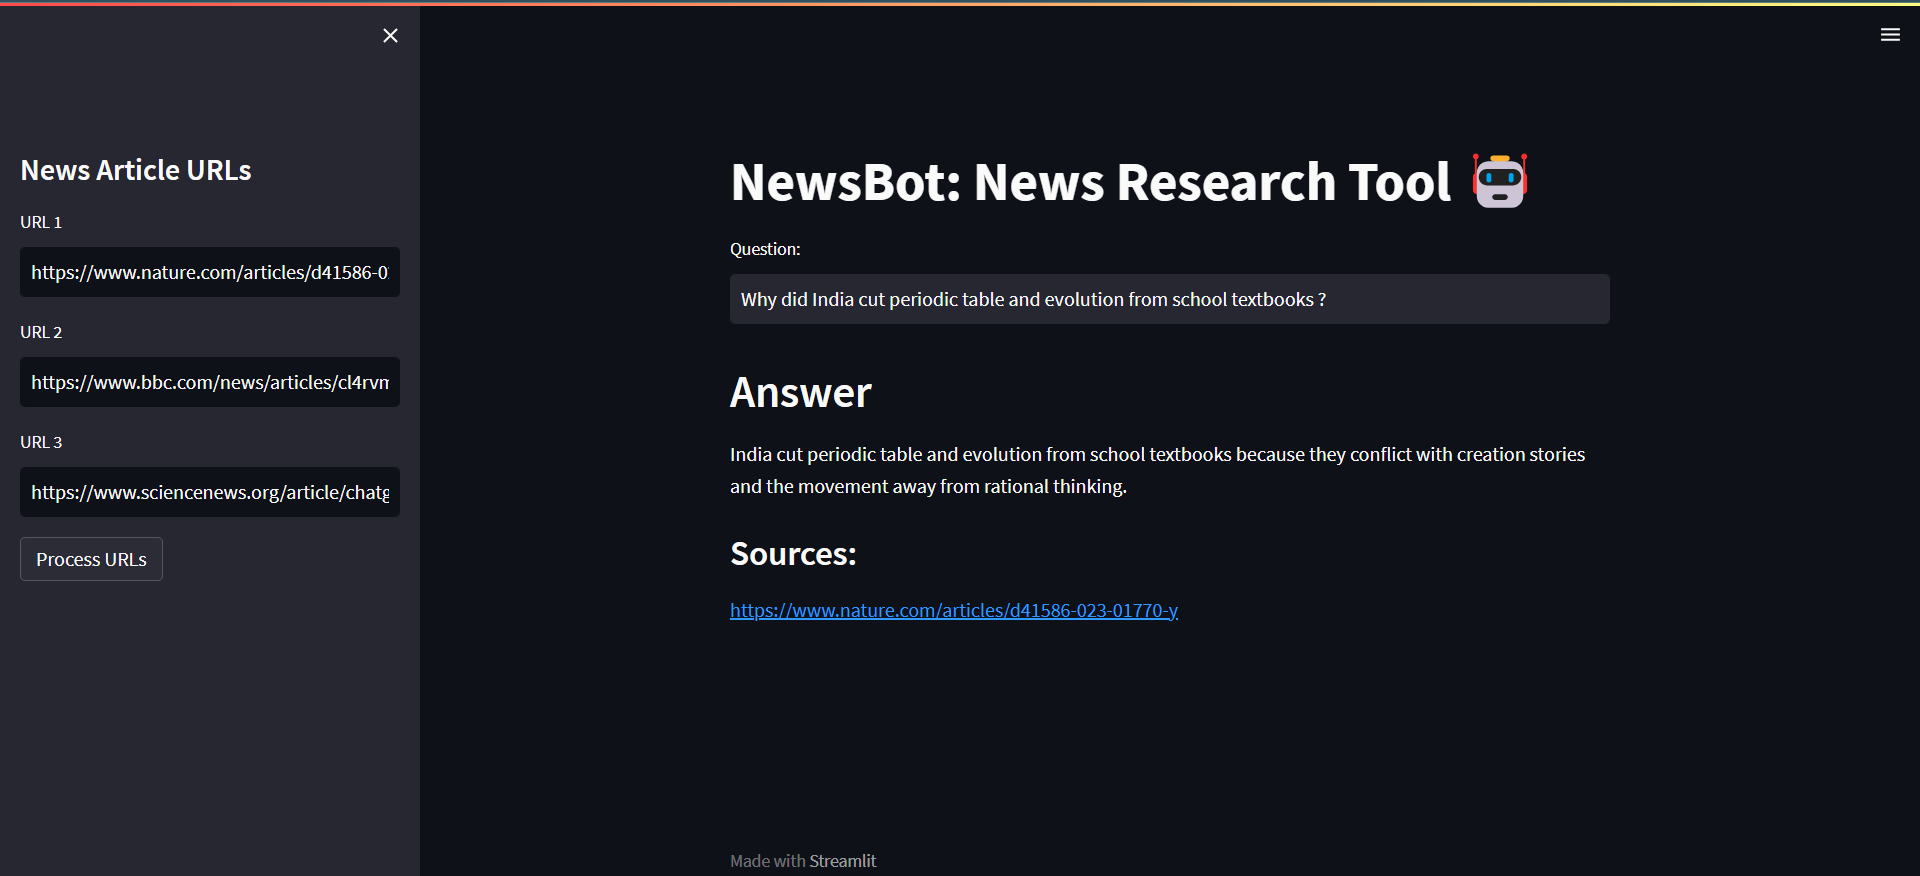 News Article URLs
URL 1
https://www.nature.com/articles/d41586-0
URL 2
https://www.bbc.com/news/articles/cl4rvm
URL 3
https://www.sciencenews.org/article/chatg
Process URLs
NewsBot: News Research Tool
Question:
Why did India cut periodic table and evolution from school textbooks ?
Answer
India cut periodic table and evolution from school textbooks because they conflict with creation stories
and the movement away from rational thinking.
Sources:
https://www.nature.com/articles/d41586-023-01770-y
Made with Streamlit